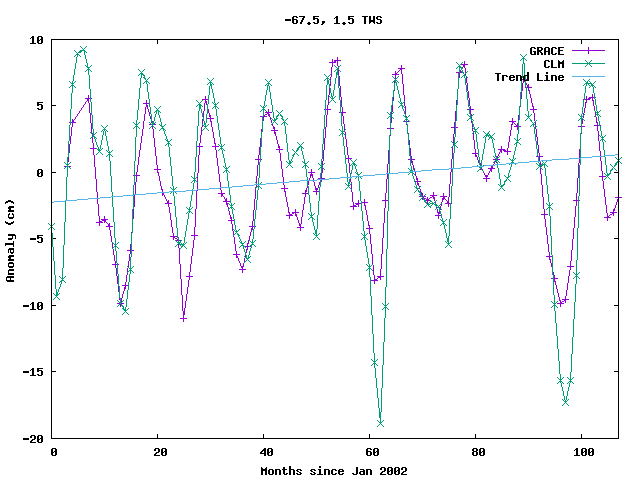 -67.5, 1.5 TWS
GRACE
CLM
Trend Line
10
5
0
-5
-10
-15
-20
Anomaly (cm)
0 20 40 60 80 100
Months since Jan 2002